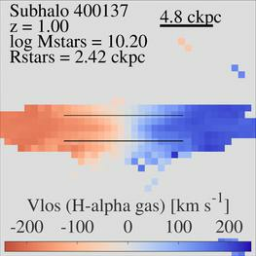 Subhalo 400137
4.8 ckpc
z = 1.00
log Mstars = 10.20
Rstars = 2.42 ckpc
Vlos (H-alpha gas) [km s⁻¹]
-200 -100 0 100 200